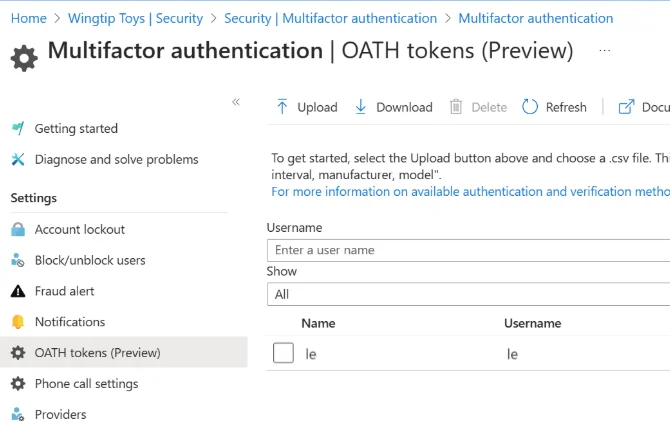 Home > Wingtip Toys | Security > Security | Multifactor authentication > Multifactor authentication
Multifactor authentication | OATH tokens (Preview) ...
«
Upload Download Delete Refresh | Docu
Getting started
Diagnose and solve problems
To get started, select the Upload button above and choose a .csv file. Thi
interval, manufacturer, model".
For more information on available authentication and verification metho
Settings
Account lockout
Block/unblock users
Fraud alert
Notifications
OATH tokens (Preview)
Phone call settings
Providers
Username
Enter a user name
Show
All
Name Username
le le